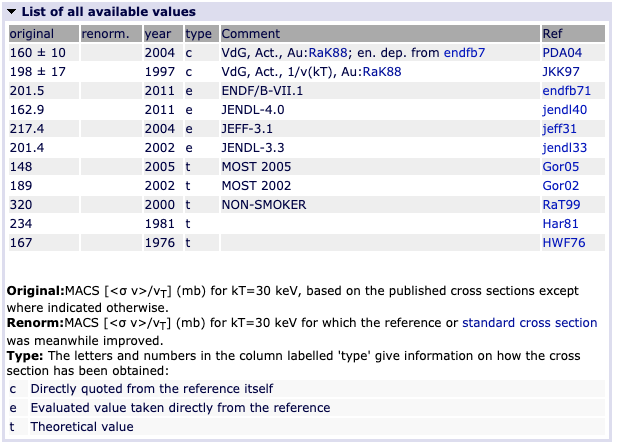 List of all available values
original renorm. year type Comment Ref
160 ± 10 2004 c VdG, Act., Au:RaK88; en. dep. from endfb7 PDA04
198 ± 17 1997 c VdG, Act., 1/v(kT), Au:RaK88 JKK97
201.5 2011 e ENDF/B-VII.1 endfb71
162.9 2011 e JENDL-4.0 jendl40
217.4 2004 e JEFF-3.1 jeff31
201.4 2002 e JENDL-3.3 jendl33
148 2005 t MOST 2005 Gor05
189 2002 t MOST 2002 Gor02
320 2000 t NON-SMOKER RaT99
234 1981 t Har81
167 1976 t HWF76
Original:MACS [<σ v>/vT] (mb) for kT=30 keV, based on the published cross sections except
where indicated otherwise.
Renorm:MACS [<σ v>/vT] (mb) for kT=30 keV for which the reference or standard cross section
was meanwhile improved.
Type: The letters and numbers in the column labelled 'type' give information on how the cross
section has been obtained:
c Directly quoted from the reference itself
e Evaluated value taken directly from the reference
t Theoretical value